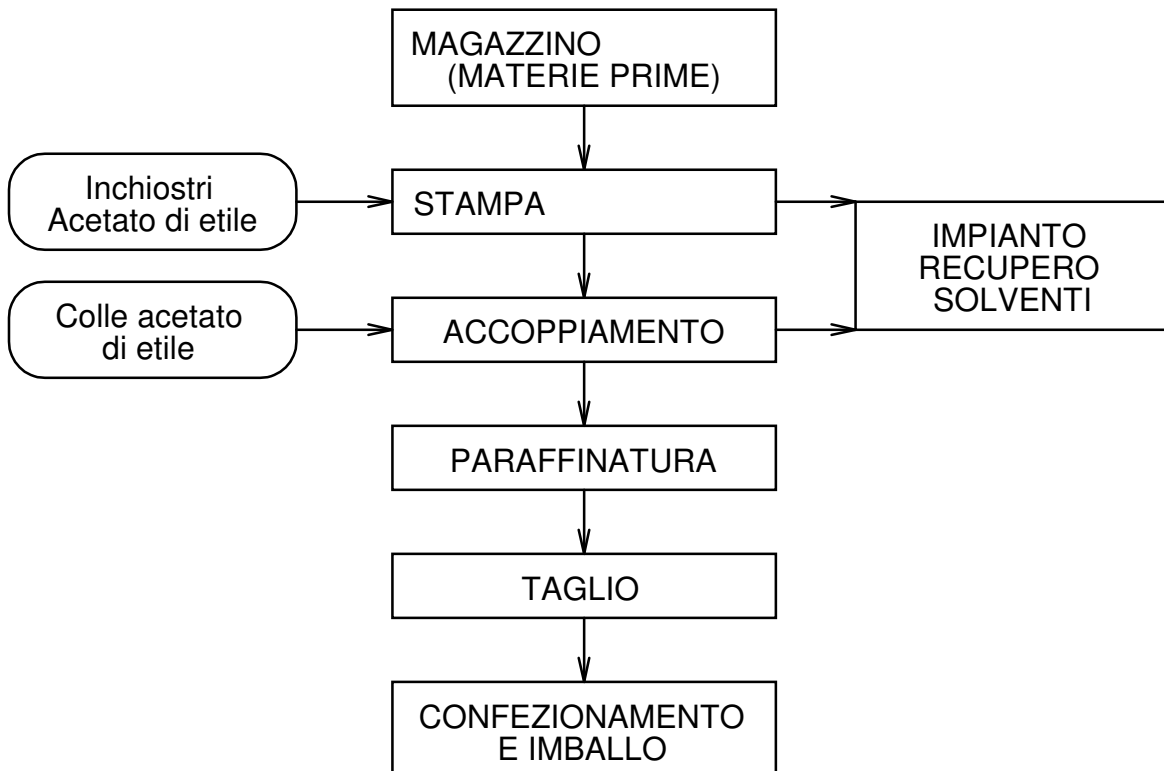 MAGAZZINO
(MATERIE PRIME)
Inchiostri
Acetato di etile
STAMPA
IMPIANTO
RECUPERO
SOLVENTI
Colle acetato
di etile
ACCOPPIAMENTO
PARAFFINATURA
TAGLIO
CONFEZIONAMENTO
E IMBALLO